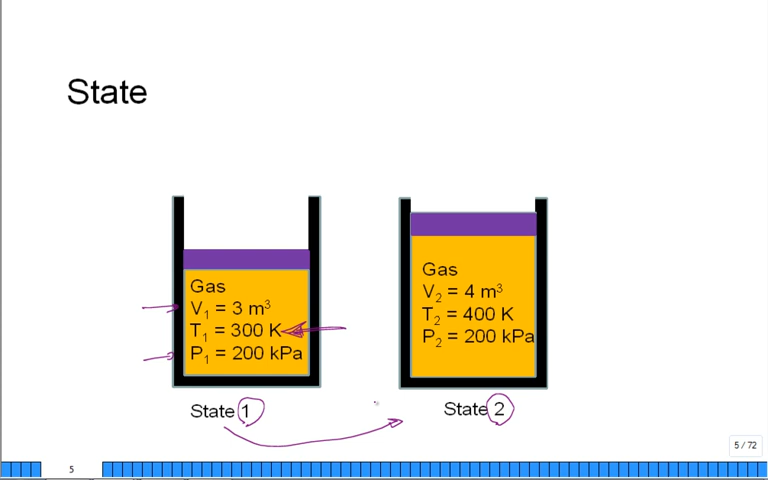 State
Gas
V₁ = 3 m³
T₁ = 300 K
P₁ = 200 kPa
State 1
Gas
V₂ = 4 m³
T₂ = 400 K
P₂ = 200 kPa
State 2
5 / 72
5